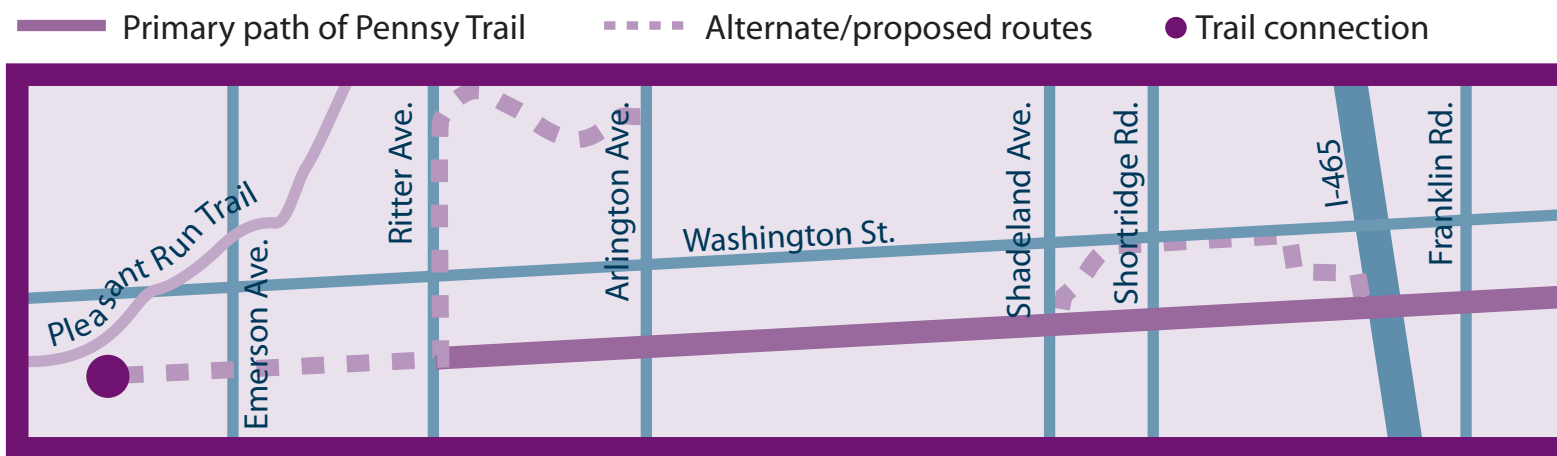 Primary path of Pennsy Trail
Alternate/proposed routes
Trail connection
Pleasant Run Trail
Emerson Ave.
Ritter Ave.
Arlington Ave.
Washington St.
Shadeland Ave.
Shortridge Rd.
I-465
Franklin Rd.